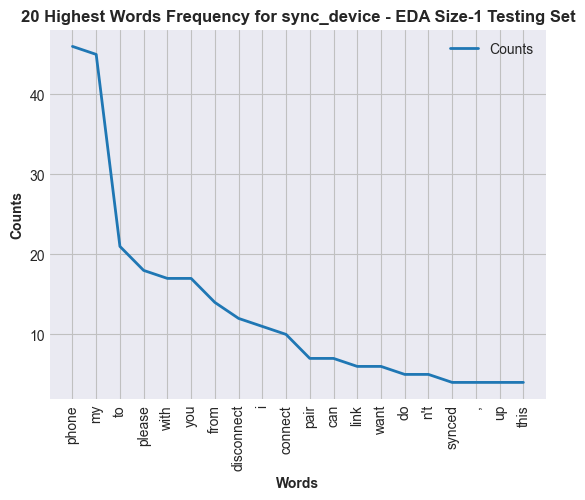 20 Highest Words Frequency for sync_device - EDA Size-1 Testing Set
Counts
40
30
20
10
Counts
phone
my
to
please
with
you
from
disconnect
i
connect
pair
can
link
want
do
n't
synced
,
up
this
Words